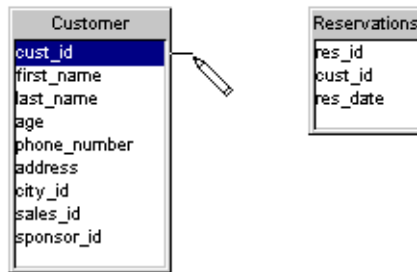 Customer
cust_id
first_name
last_name
age
phone_number
address
city_id
sales_id
sponsor_id
Reservations
res_id
cust_id
res_date